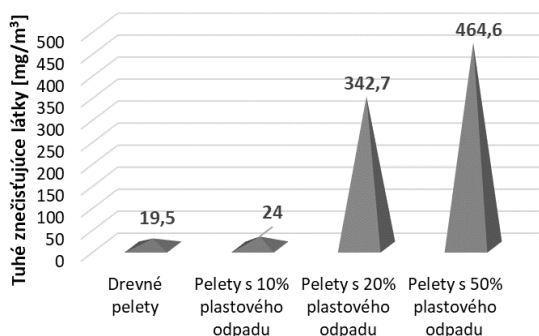 Tuhé znečisťujúce látky [mg/m³]
500
450
400
350
300
250
200
150
100
50
0
19,5
24
342,7
464,6
Drevné
pelety
Pelety s 10%
plastového
odpadu
Pelety s 20%
plastového
odpadu
Pelety s 50%
plastového
odpadu